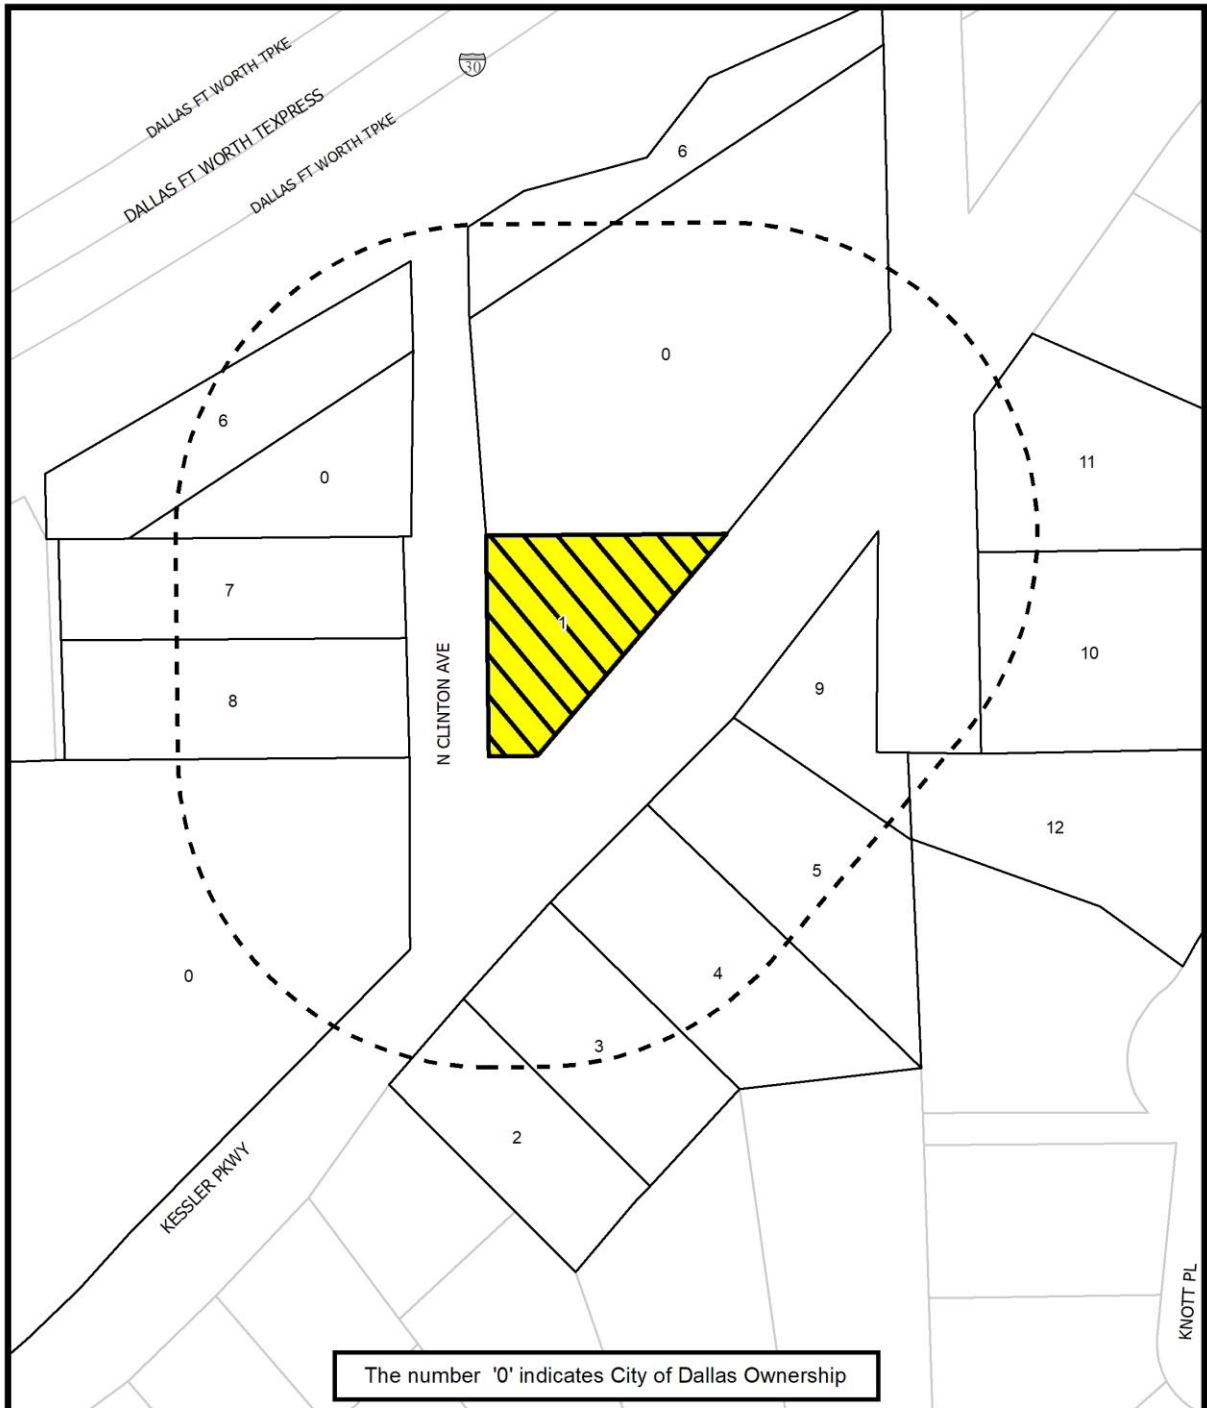 DALLAS FT WORTH TPKE
30
DALLAS FT WORTH TEXPRESS
DALLAS FT WORTH TPKE
6
0
6
0
11
7
1
10
8
N CLINTON AVE
9
12
5
0
4
3
2
KESSLER PKWY
KNOTT PL
The number '0' indicates City of Dallas Ownership